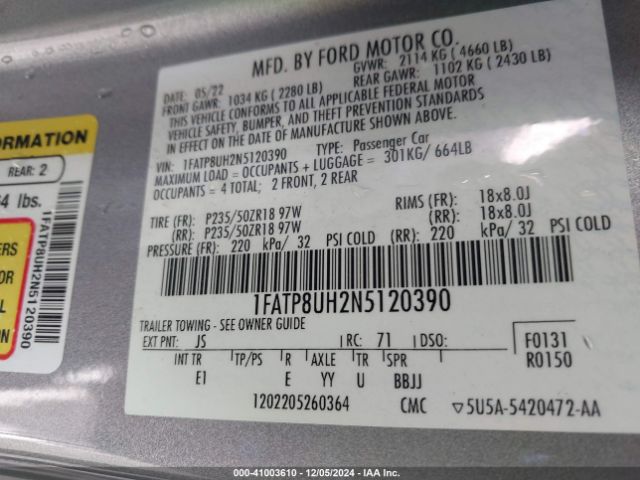 MFD. BY FORD MOTOR CO.
DATE: 05/22 GVWR: 2114 KG ( 4660 LB)
FRONT GAWR: 1034 KG ( 2280 LB) REAR GAWR: 1102 KG ( 2430 LB)
THIS VEHICLE CONFORMS TO ALL APPLICABLE FEDERAL MOTOR
VEHICLE SAFETY, BUMPER, AND THEFT PREVENTION STANDARDS
IN EFFECT ON THE DATE OF MANUFACTURE SHOWN ABOVE.
VIN: 1FATP8UH2N5120390 TYPE: Passenger Car
MAXIMUM LOAD = OCCUPANTS + LUGGAGE = 301KG/ 664LB
OCCUPANTS = 4 TOTAL; 2 FRONT, 2 REAR
TIRE (FR): P235/50ZR18 97W RIMS (FR): 18x8.0J
(RR): P235/50ZR18 97W (RR): 18x8.0J
PRESSURE (FR): 220 kPa/ 32 PSI COLD (RR): 220 kPa/ 32 PSI COLD
1FATP8UH2N5120390
TRAILER TOWING - SEE OWNER GUIDE
EXT PNT: JS RC: 71 DSO: F0131
INT TR TP/PS R AXLE TR SPR R0150
E1 E YY U BBJJ
1202205260364 CMC ▽5U5A-5420472-AA
ORMATION
REAR: 2
64 lbs.
ERS
OR
L
ON
1FATP8UH2N5120390
000-41003610 - 12/05/2024 - IAA Inc.